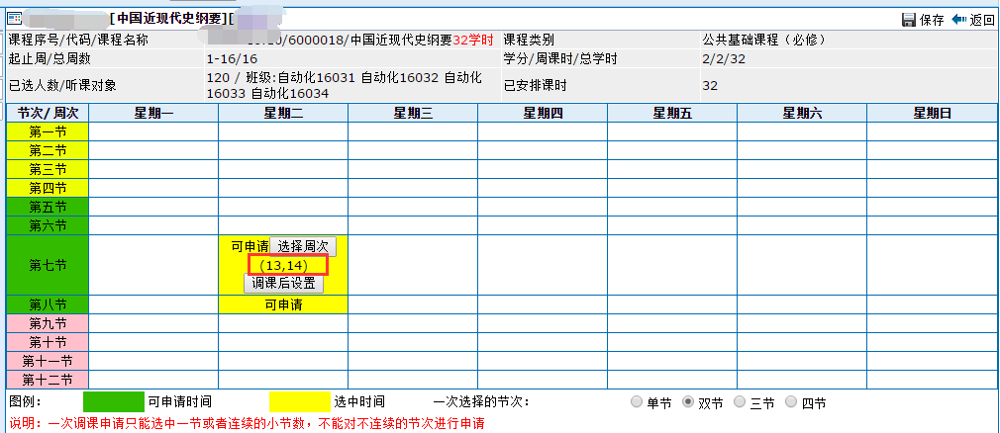 [中国近现代史纲要][
保存 返回
课程序号/代码/课程名称 /6000018/中国近现代史纲要32学时 课程类别 公共基础课程（必修）
起止周/总周数 1-16/16 学分/周课时/总学时 2/2/32
已选人数/听课对象 120 / 班级:自动化16031 自动化16032 自动化
16033 自动化16034 已安排课时 32
节次/周次 星期一 星期二 星期三 星期四 星期五 星期六 星期日
第一节
第二节
第三节
第四节
第五节
第六节
第七节 可申请 选择周次
(13,14)
调课后设置
第八节 可申请
第九节
第十节
第十一节
第十二节
图例： 可申请时间 选中时间 一次选择的节次： 单节 双节 三节 四节
说明：一次调课申请只能选中一节或者连续的小节数，不能对不连续的节次进行申请